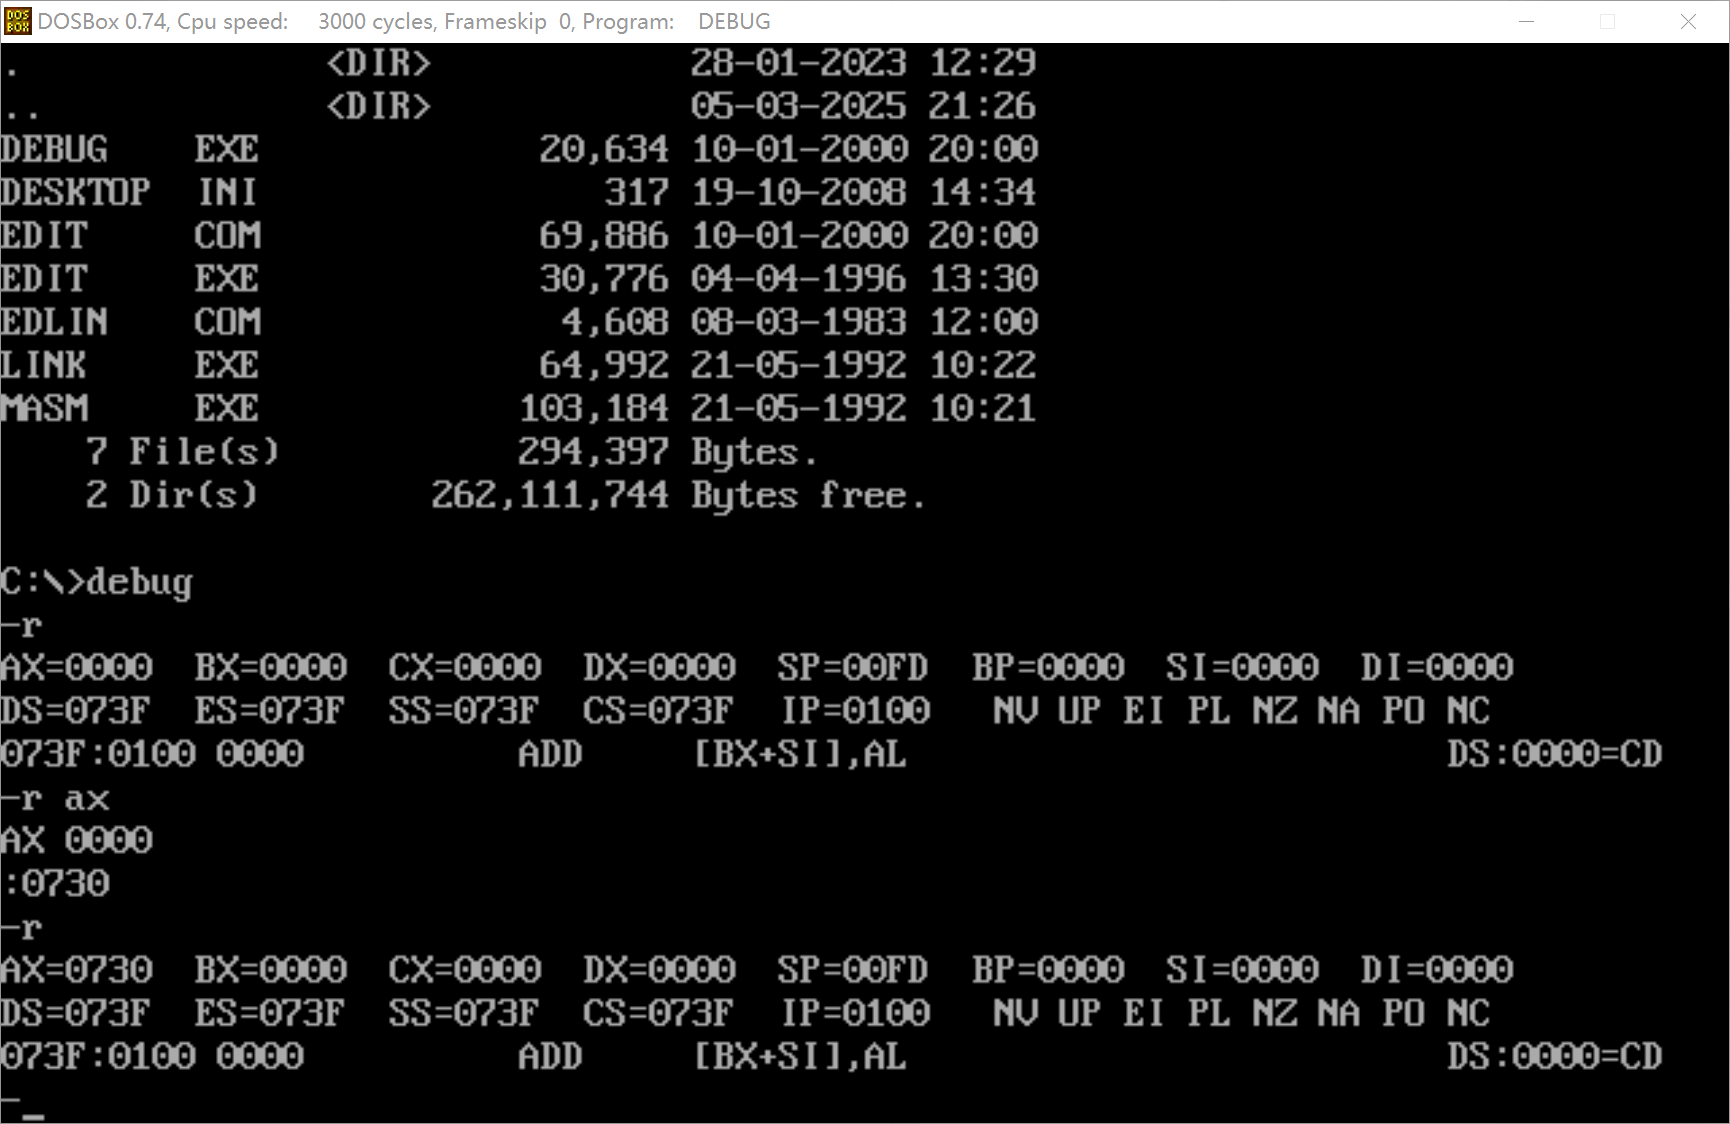 DOSBox 0.74, Cpu speed: 3000 cycles, Frameskip 0, Program: DEBUG
. <DIR> 28-01-2023 12:29
.. <DIR> 05-03-2025 21:26
DEBUG EXE 20,634 10-01-2000 20:00
DESKTOP INI 317 19-10-2008 14:34
EDIT COM 69,886 10-01-2000 20:00
EDIT EXE 30,776 04-04-1996 13:30
EDLIN COM 4,608 08-03-1983 12:00
LINK EXE 64,992 21-05-1992 10:22
MASM EXE 103,184 21-05-1992 10:21
7 File(s) 294,397 Bytes.
2 Dir(s) 262,111,744 Bytes free.
C:\>debug
-r
AX=0000 BX=0000 CX=0000 DX=0000 SP=00FD BP=0000 SI=0000 DI=0000
DS=073F ES=073F SS=073F CS=073F IP=0100 NV UP EI PL NZ NA PO NC
073F:0100 0000 ADD [BX+SI],AL DS:0000=CD
-r ax
AX 0000
:0730
-r
AX=0730 BX=0000 CX=0000 DX=0000 SP=00FD BP=0000 SI=0000 DI=0000
DS=073F ES=073F SS=073F CS=073F IP=0100 NV UP EI PL NZ NA PO NC
073F:0100 0000 ADD [BX+SI],AL DS:0000=CD
-_